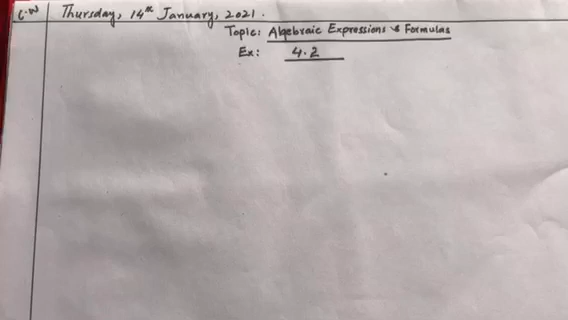 C.W Thursday, 14th January, 2021.
Topic: Algebraic Expressions & Formulas
Ex: 4.2